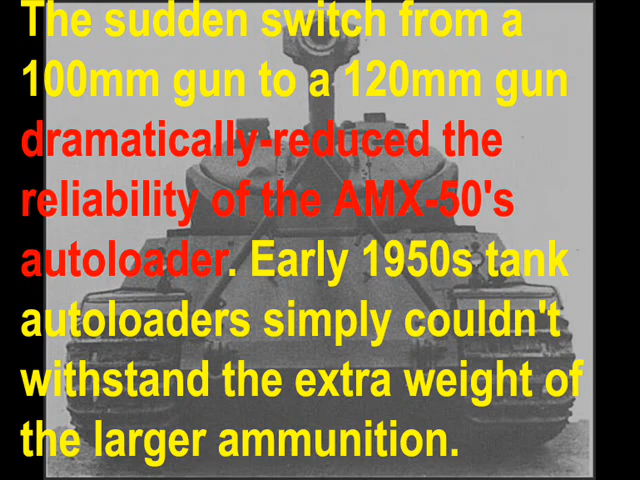 The sudden switch from a
100mm gun to a 120mm gun
dramatically-reduced the
reliability of the AMX-50's
autoloader. Early 1950s tank
autoloaders simply couldn't
withstand the extra weight of
the larger ammunition.